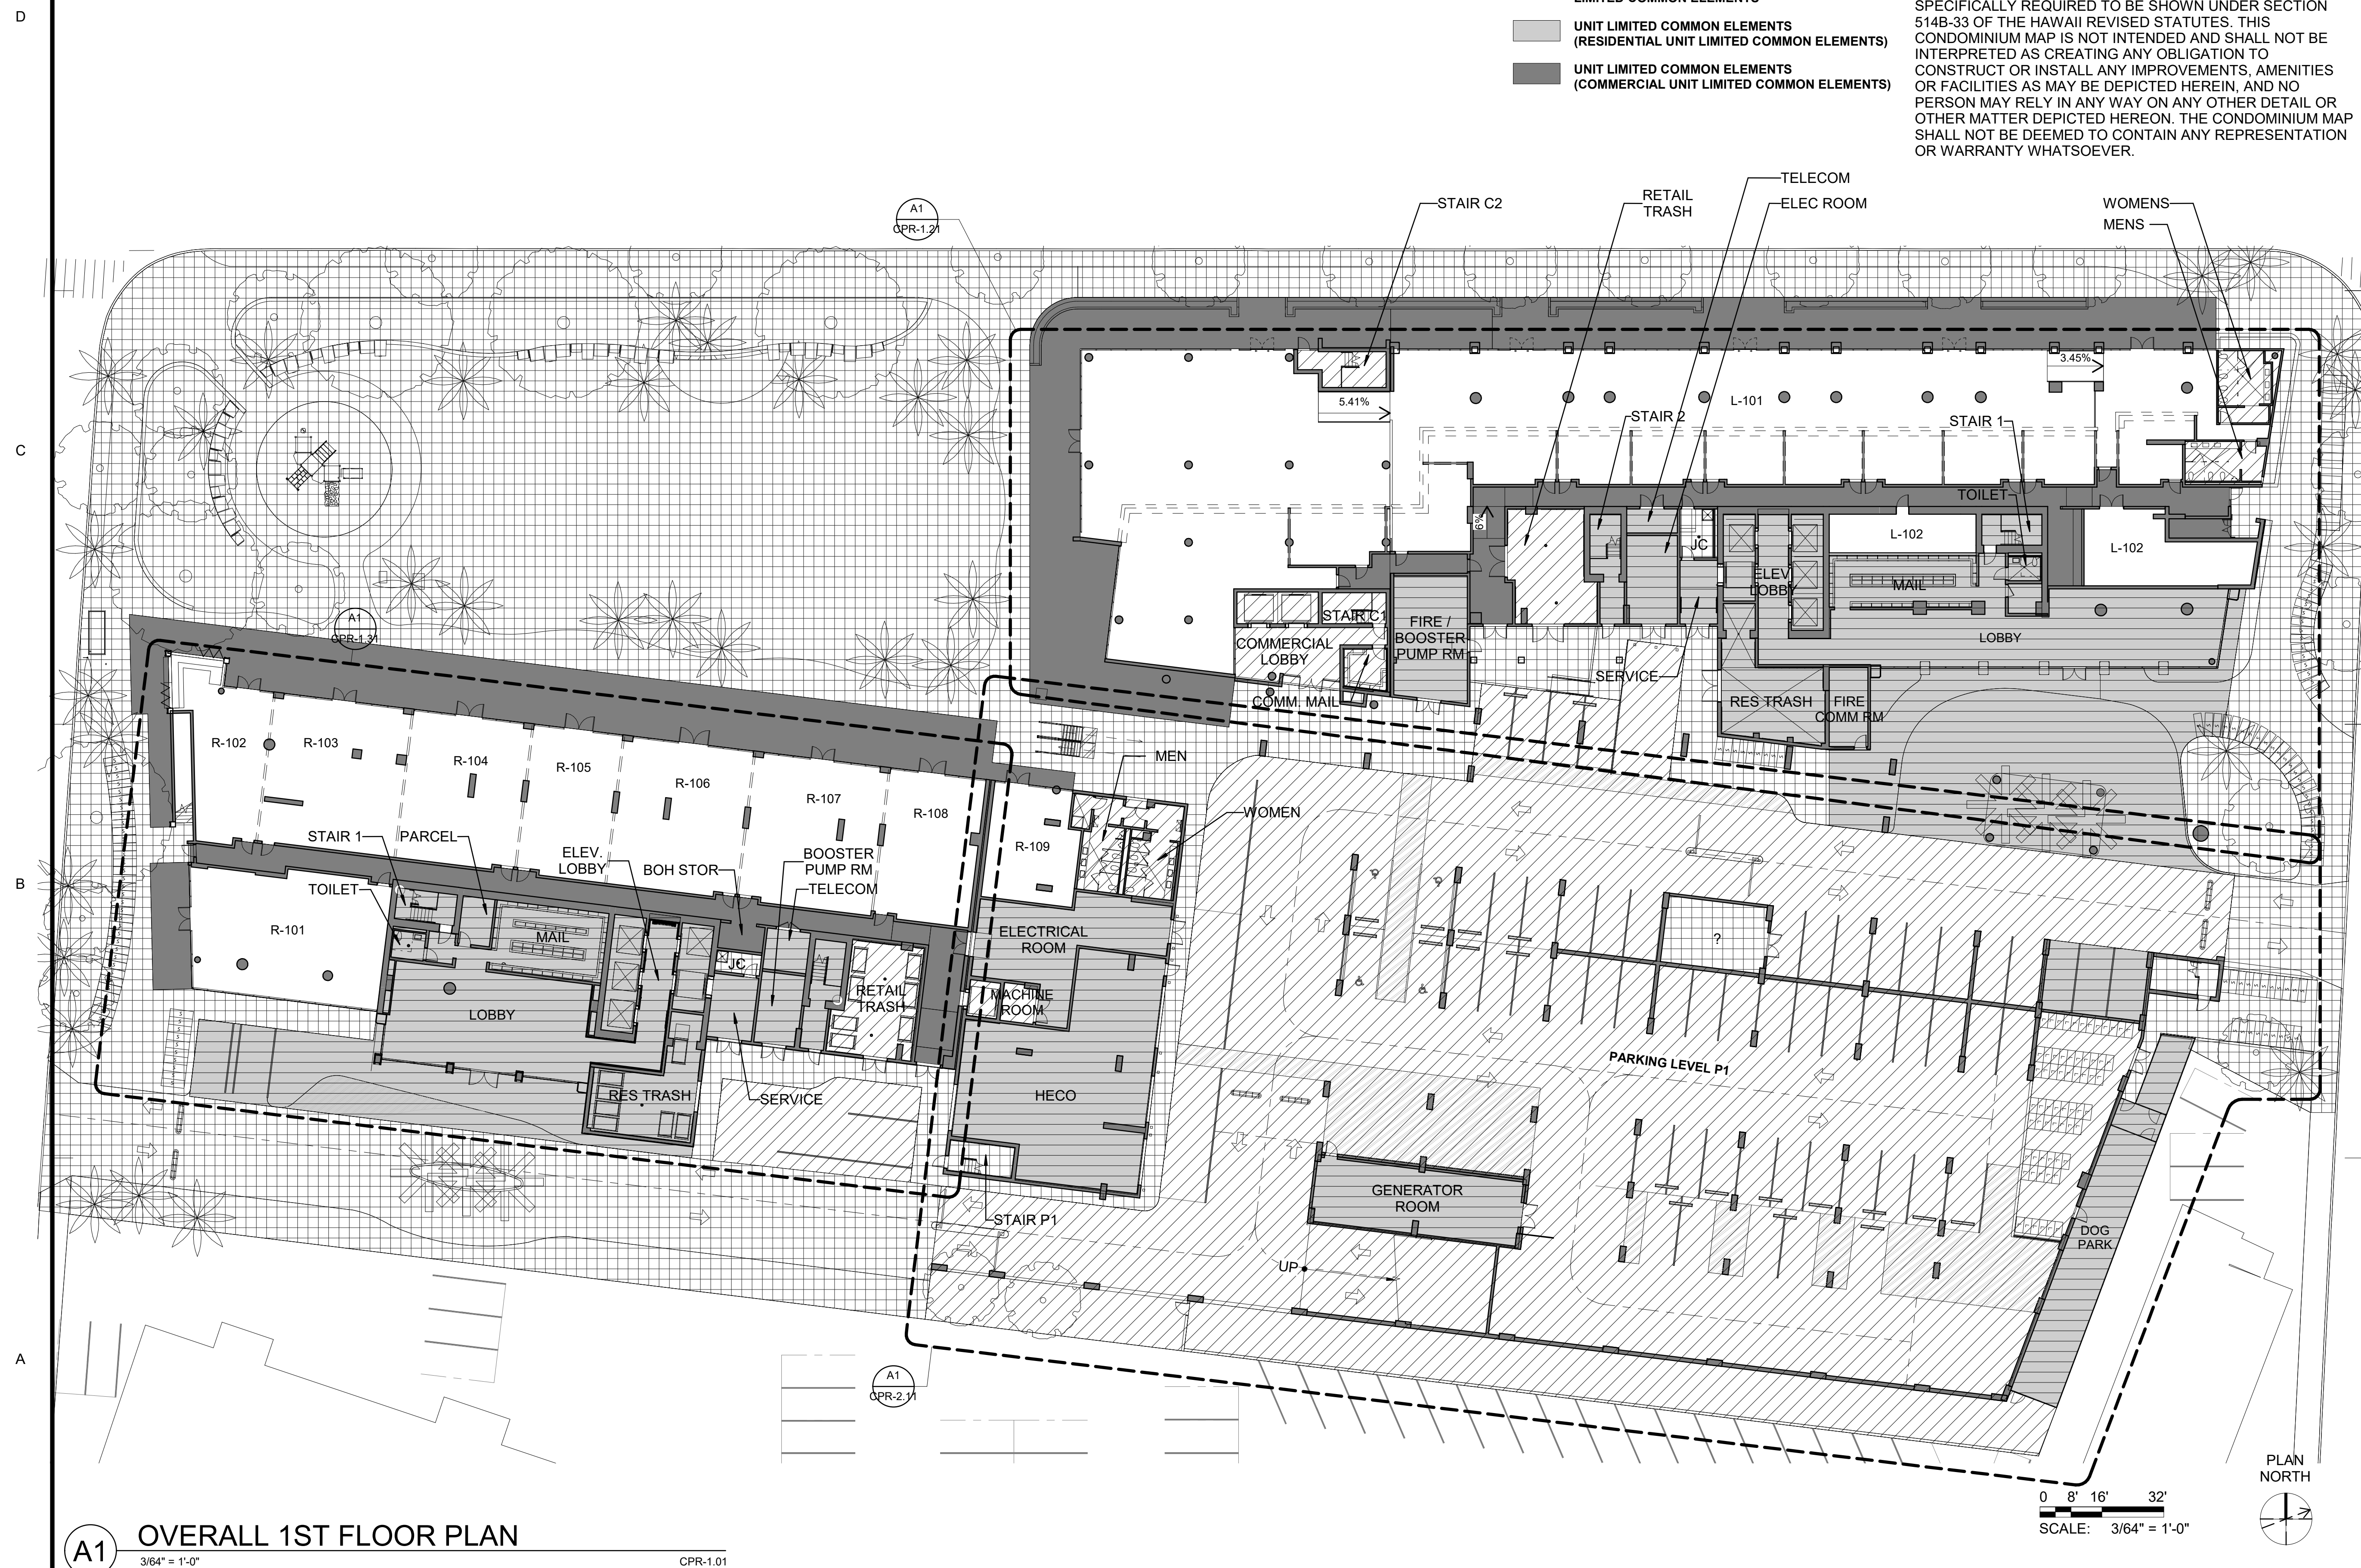 D
LIMITED COMMON ELEMENTS
UNIT LIMITED COMMON ELEMENTS
(RESIDENTIAL UNIT LIMITED COMMON ELEMENTS)
UNIT LIMITED COMMON ELEMENTS
(COMMERCIAL UNIT LIMITED COMMON ELEMENTS)
SPECIFICALLY REQUIRED TO BE SHOWN UNDER SECTION
514B-33 OF THE HAWAII REVISED STATUTES. THIS
CONDOMINIUM MAP IS NOT INTENDED AND SHALL NOT BE
INTERPRETED AS CREATING ANY OBLIGATION TO
CONSTRUCT OR INSTALL ANY IMPROVEMENTS, AMENITIES
OR FACILITIES AS MAY BE DEPICTED HEREIN, AND NO
PERSON MAY RELY IN ANY WAY ON ANY OTHER DETAIL OR
OTHER MATTER DEPICTED HEREON. THE CONDOMINIUM MAP
SHALL NOT BE DEEMED TO CONTAIN ANY REPRESENTATION
OR WARRANTY WHATSOEVER.
TELECOM
A1
CPR-1.21
STAIR C2
RETAIL
TRASH
ELEC ROOM
WOMENS
MENS
3.45%
5.41%
L-101
STAIR 2
STAIR 1
C
TOILET
6%
JC
L-102
L-102
ELEV
LOBBY
MAIL
STAIR C1
FIRE /
BOOSTER
PUMP RM
COMMERCIAL
LOBBY
LOBBY
SERVICE
COMM. MAIL
RES TRASH
FIRE
COMM RM
A1
CPR-1.31
R-102
R-103
R-104
R-105
R-106
R-107
R-108
MEN
WOMEN
R-109
STAIR 1
PARCEL
ELEV.
LOBBY
BOH STOR
BOOSTER
PUMP RM
TELECOM
B
TOILET
R-101
MAIL
JC
ELECTRICAL
ROOM
?
RETAIL
TRASH
MACHINE
ROOM
LOBBY
PARKING LEVEL P1
RES TRASH
SERVICE
HECO
GENERATOR
ROOM
STAIR P1
DOG
PARK
UP
A
A1
CPR-2.11
PLAN
NORTH
0 8' 16' 32'
SCALE: 3/64" = 1'-0"
A1
OVERALL 1ST FLOOR PLAN
3/64" = 1'-0"
CPR-1.01